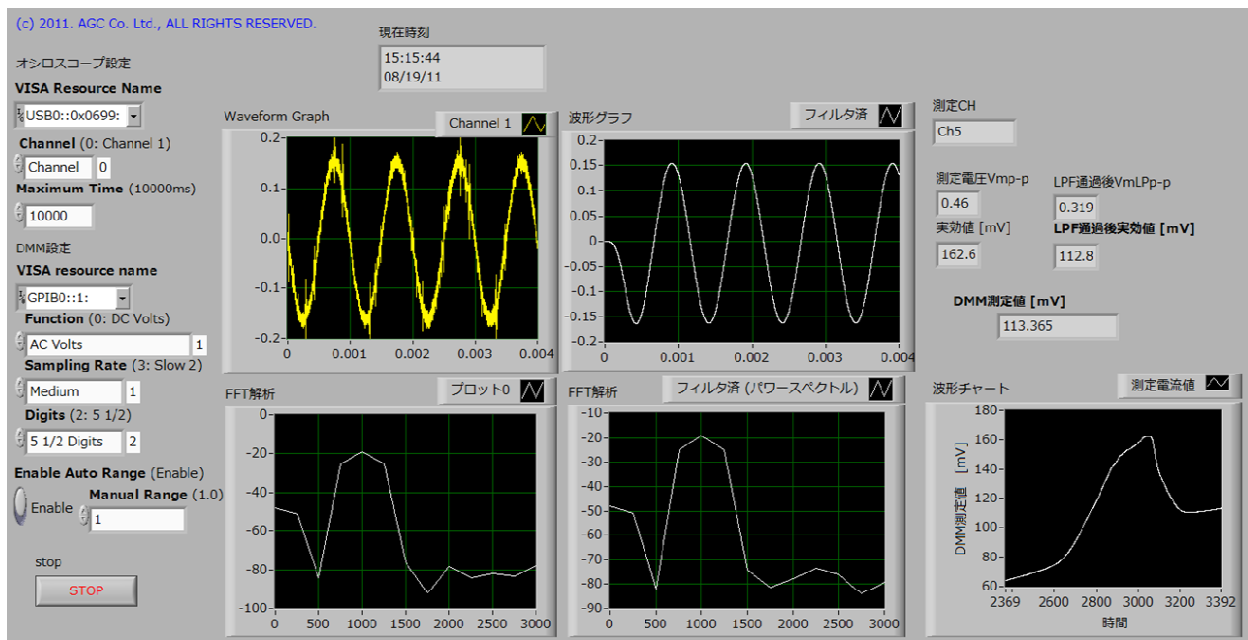 (c) 2011. AGC Co. Ltd., ALL RIGHTS RESERVED.
現在時刻
15:15:44
08/19/11
オシロスコープ設定
VISA Resource Name
USB0::0x0699:
Channel (0: Channel 1)
Channel 0
Maximum Time (10000ms)
10000
DMM設定
VISA resource name
GPIB0::1:
Function (0: DC Volts)
AC Volts 1
Sampling Rate (3: Slow 2)
Medium 1
Digits (2: 5 1/2)
5 1/2 Digits 2
Enable Auto Range (Enable)
Enable
Manual Range (1.0)
1
stop
STOP
Waveform Graph
Channel 1
0.2
0.1
0.0
-0.1
-0.2
0 0.001 0.002 0.003 0.004
波形グラフ
フィルタ済
0.2
0.15
0.1
0.05
0
-0.05
-0.1
-0.15
-0.2
0 0.001 0.002 0.003 0.004
測定CH
Ch5
測定電圧Vmp-p
0.46
LPF通過後VmLPp-p
0.319
実効値 [mV]
162.6
LPF通過後実効値 [mV]
112.8
DMM測定値 [mV]
113.365
FFT解析
プロット0
0
-20
-40
-60
-80
-100
0 500 1000 1500 2000 2500 3000
FFT解析
フィルタ済 (パワースペクトル)
-10
-20
-30
-40
-50
-60
-70
-80
-90
0 500 1000 1500 2000 2500 3000
波形チャート
測定電流値
DMM測定値 [mV]
180
160
140
120
100
80
60
2369 2600 2800 3000 3200 3392
時間